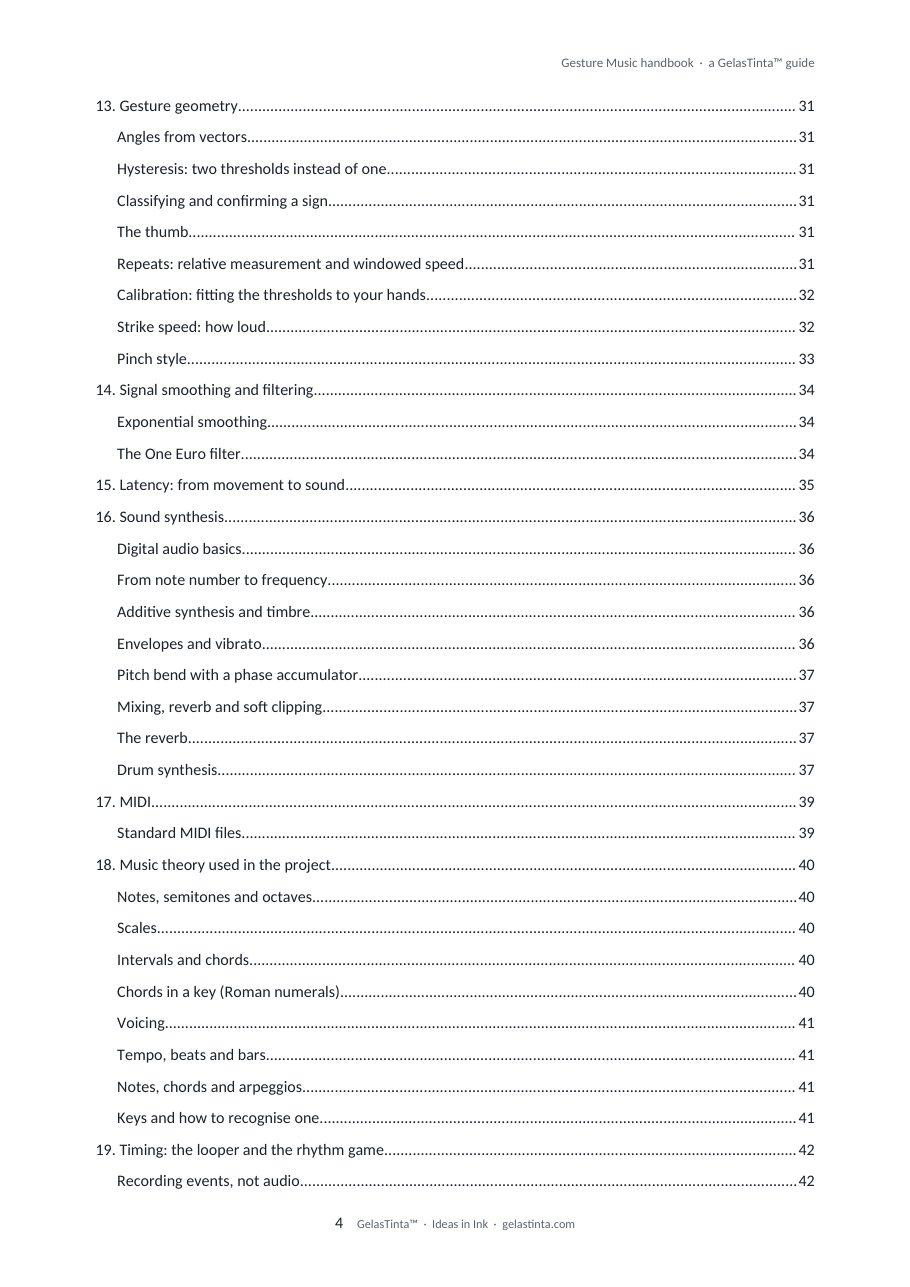 Gesture Music handbook · a GelasTinta™ guide
13. Gesture geometry 31
Angles from vectors 31
Hysteresis: two thresholds instead of one 31
Classifying and confirming a sign 31
The thumb 31
Repeats: relative measurement and windowed speed 31
Calibration: fitting the thresholds to your hands 32
Strike speed: how loud 32
Pinch style 33
14. Signal smoothing and filtering 34
Exponential smoothing 34
The One Euro filter 34
15. Latency: from movement to sound 35
16. Sound synthesis 36
Digital audio basics 36
From note number to frequency 36
Additive synthesis and timbre 36
Envelopes and vibrato 36
Pitch bend with a phase accumulator 37
Mixing, reverb and soft clipping 37
The reverb 37
Drum synthesis 37
17. MIDI 39
Standard MIDI files 39
18. Music theory used in the project 40
Notes, semitones and octaves 40
Scales 40
Intervals and chords 40
Chords in a key (Roman numerals) 40
Voicing 41
Tempo, beats and bars 41
Notes, chords and arpeggios 41
Keys and how to recognise one 41
19. Timing: the looper and the rhythm game 42
Recording events, not audio 42
4 GelasTinta™ · Ideas in Ink · gelastinta.com